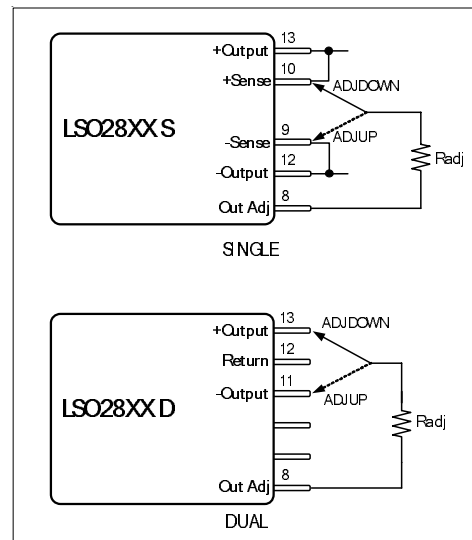 13
+Output
10
+Sense
ADJDOWN
LSO28XX S
9
-Sense
ADJUP
12
-Output
Radj
8
Out Adj
SINGLE
13
+Output
ADJDOWN
12
Return
11
-Output
ADJUP
LSO28XX D
Radj
8
Out Adj
DUAL